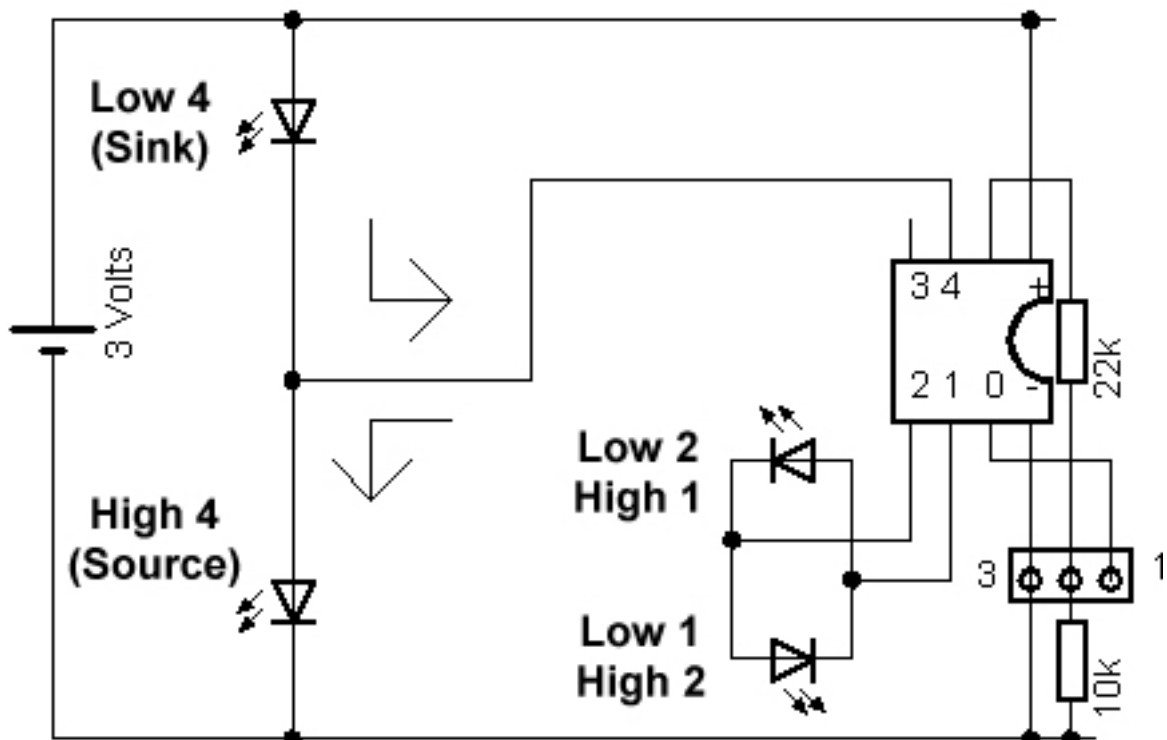 Low 4
(Sink)
3 Volts
3 4 +
2 1 0 -
22k
Low 2
High 1
High 4
(Source)
3
1
Low 1
High 2
10k